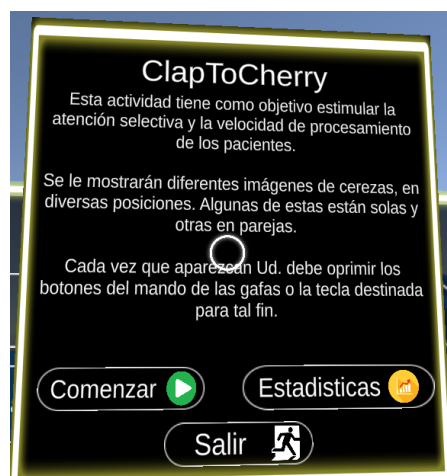 ClapToCherry
Esta actividad tiene como objetivo estimular la
atención selectiva y la velocidad de procesamiento
de los pacientes.
Se le mostrarán diferentes imágenes de cerezas, en
diversas posiciones. Algunas de estas están solas y
otras en parejas.
Cada vez que aparezcan Ud. debe oprimir los
botones del mando de las gafas o la tecla destinada
para tal fin.
Comenzar
Estadisticas
Salir